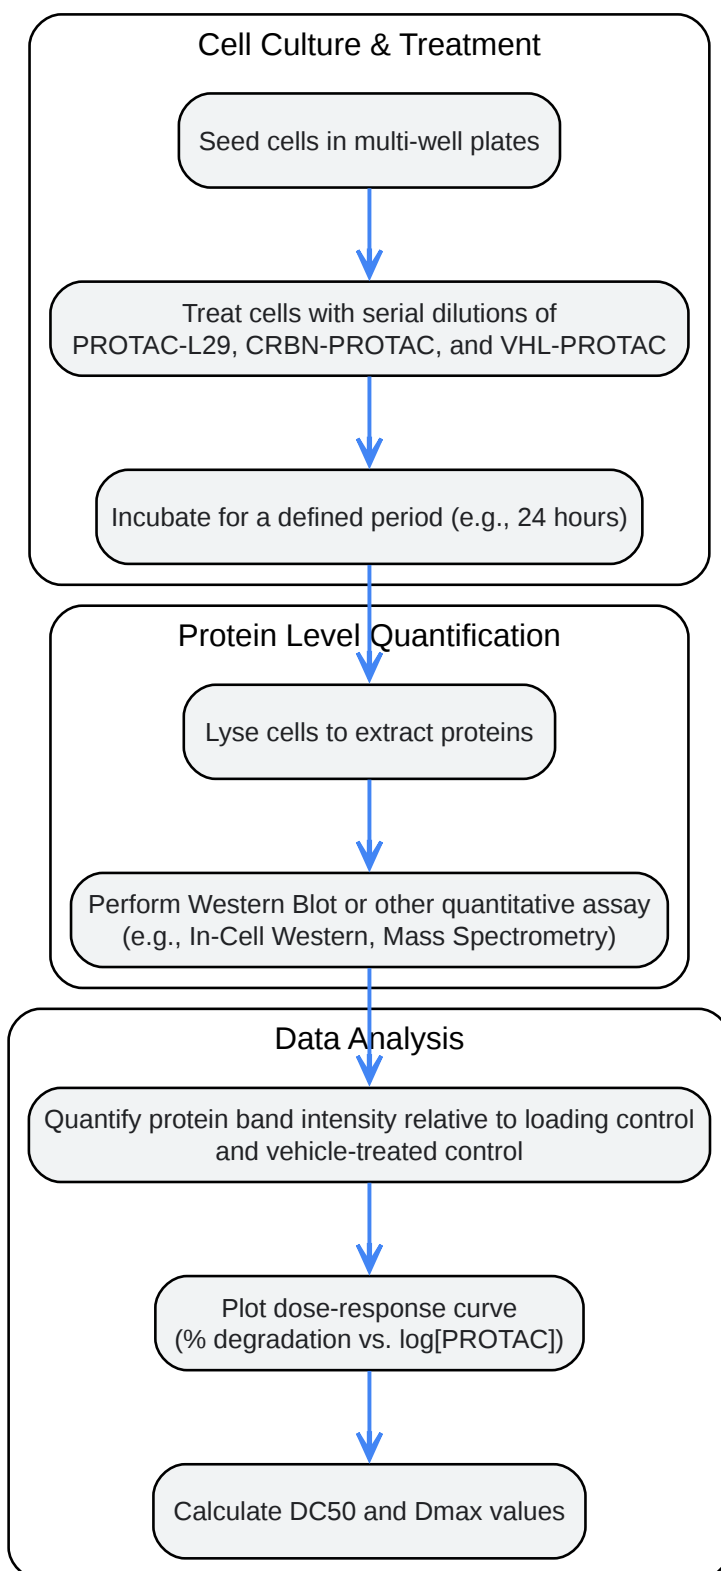 Cell Culture & Treatment
Seed cells in multi-well plates
Treat cells with serial dilutions of
PROTAC-L29, CRBN-PROTAC, and VHL-PROTAC
Incubate for a defined period (e.g., 24 hours)
Protein Level Quantification
Lyse cells to extract proteins
Perform Western Blot or other quantitative assay
(e.g., In-Cell Western, Mass Spectrometry)
Data Analysis
Quantify protein band intensity relative to loading control
and vehicle-treated control
Plot dose-response curve
(% degradation vs. log[PROTAC])
Calculate DC50 and Dmax values